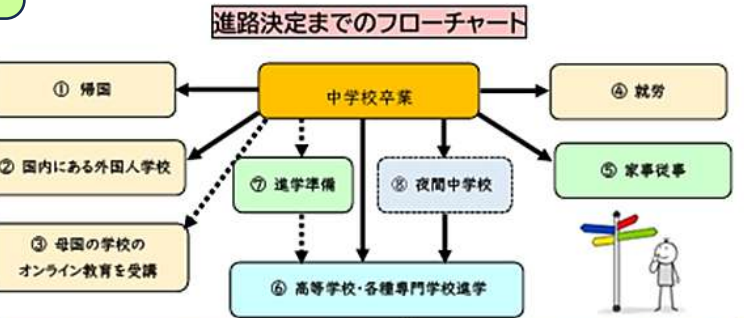 進路決定までのフローチャート
① 帰国
中学校卒業
④ 就労
② 国内にある外国人学校
⑦ 進学準備
⑧ 夜間中学校
⑤ 家事従事
③ 母国の学校の
オンライン教育を受講
⑥ 高等学校・各種専門学校進学